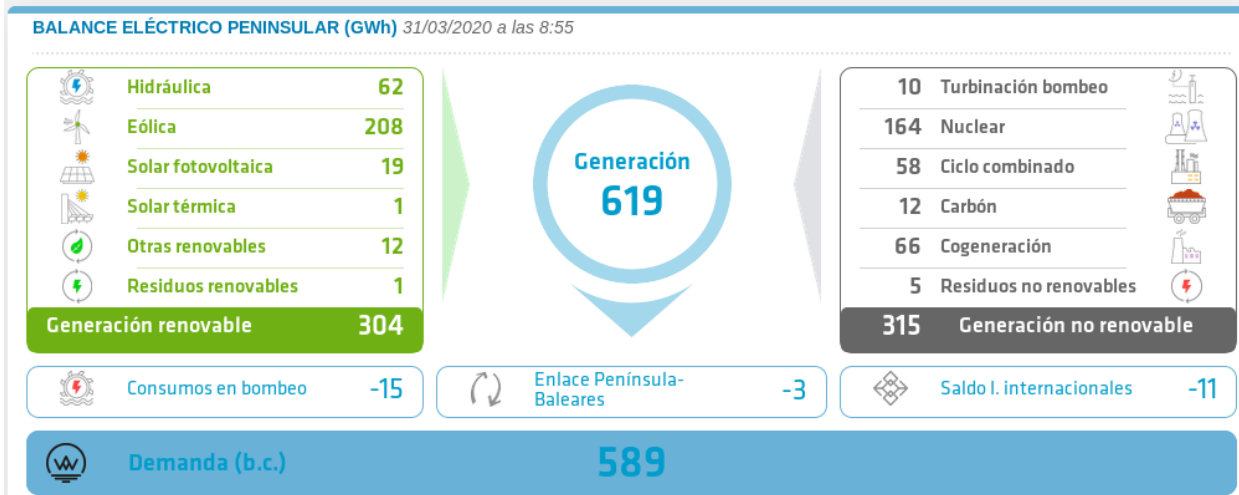 BALANCE ELÉCTRICO PENINSULAR (GWh) 31/03/2020 a las 8:55
Hidráulica 62
Eólica 208
Solar fotovoltaica 19
Solar térmica 1
Otras renovables 12
Residuos renovables 1
Generación renovable 304
Generación
619
10 Turbinación bombeo
164 Nuclear
58 Ciclo combinado
12 Carbón
66 Cogeneración
5 Residuos no renovables
315 Generación no renovable
Consumos en bombeo -15
Enlace Península-
Baleares -3
Saldo I. internacionales -11
Demanda (b.c.) 589